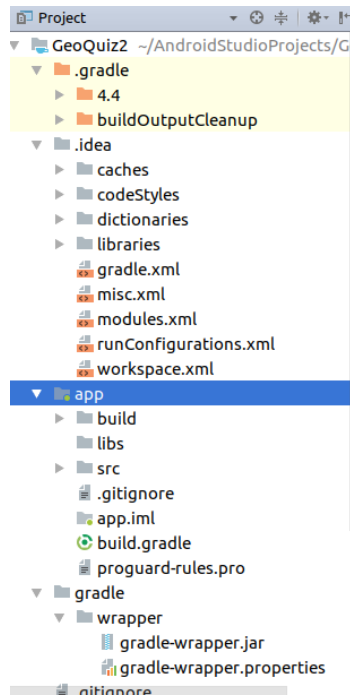 Project
GeoQuiz2 ~/AndroidStudioProjects/G
.gradle
4.4
buildOutputCleanup
.idea
caches
codeStyles
dictionaries
libraries
gradle.xml
misc.xml
modules.xml
runConfigurations.xml
workspace.xml
app
build
libs
src
.gitignore
app.iml
build.gradle
proguard-rules.pro
gradle
wrapper
gradle-wrapper.jar
gradle-wrapper.properties
.gitignore